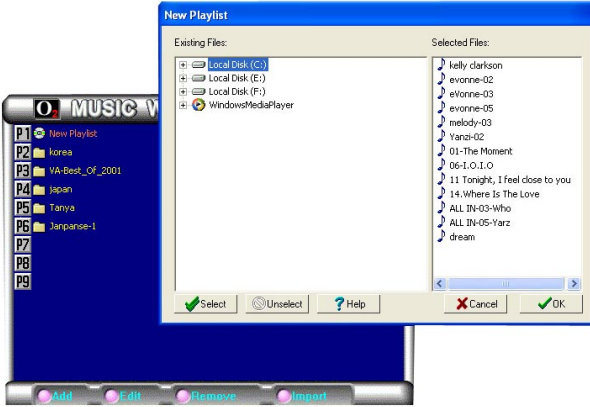 New Playlist
Existing Files:
Selected Files:
Local Disk (C:)
Local Disk (E:)
Local Disk (F:)
WindowsMediaPlayer
kelly clarkson
evonne-02
eVonne-03
evonne-05
melody-03
Yanzi-02
01-The Moment
06-I.O.I.O
11 Tonight, I feel close to you
14.Where Is The Love
ALL IN-03-Who
ALL IN-05-Yarz
dream
Select
Unselect
? Help
Cancel
OK
O2 MUSIC
P1 New Playlist
P2 korea
P3 VA-Best_Of_2001
P4 japan
P5 Tanya
P6 Janpanse-1
P7
P8
P9
Add
Edit
Remove
Import